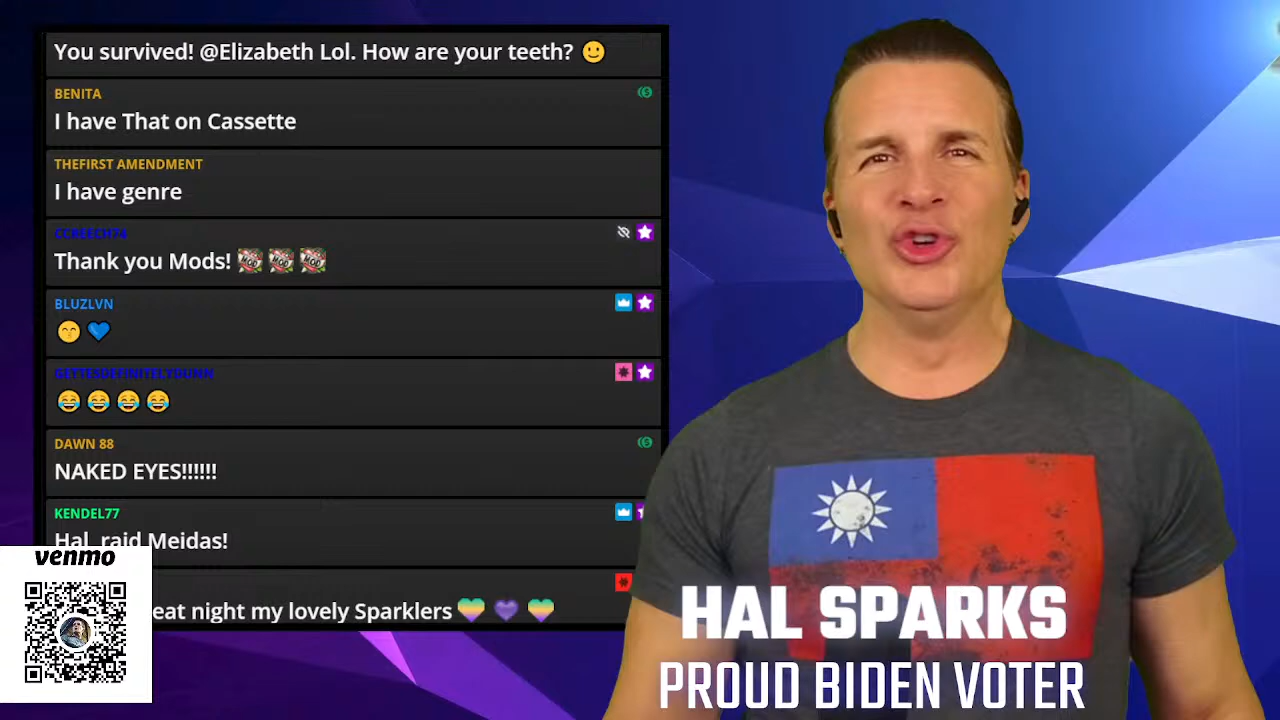 You survived! @Elizabeth Lol. How are your teeth? 🙂
BENITA
I have That on Cassette
THEFIRST AMENDMENT
I have genre
CCBEECH74
Thank you Mods!
BLUZLVN
😙 💙
😂 😂 😂 😂
DAWN 88
NAKED EYES!!!!!!
KENDEL77
Hal, raid Meidas!
eat night my lovely Sparklers
venmo
HAL SPARKS
PROUD BIDEN VOTER